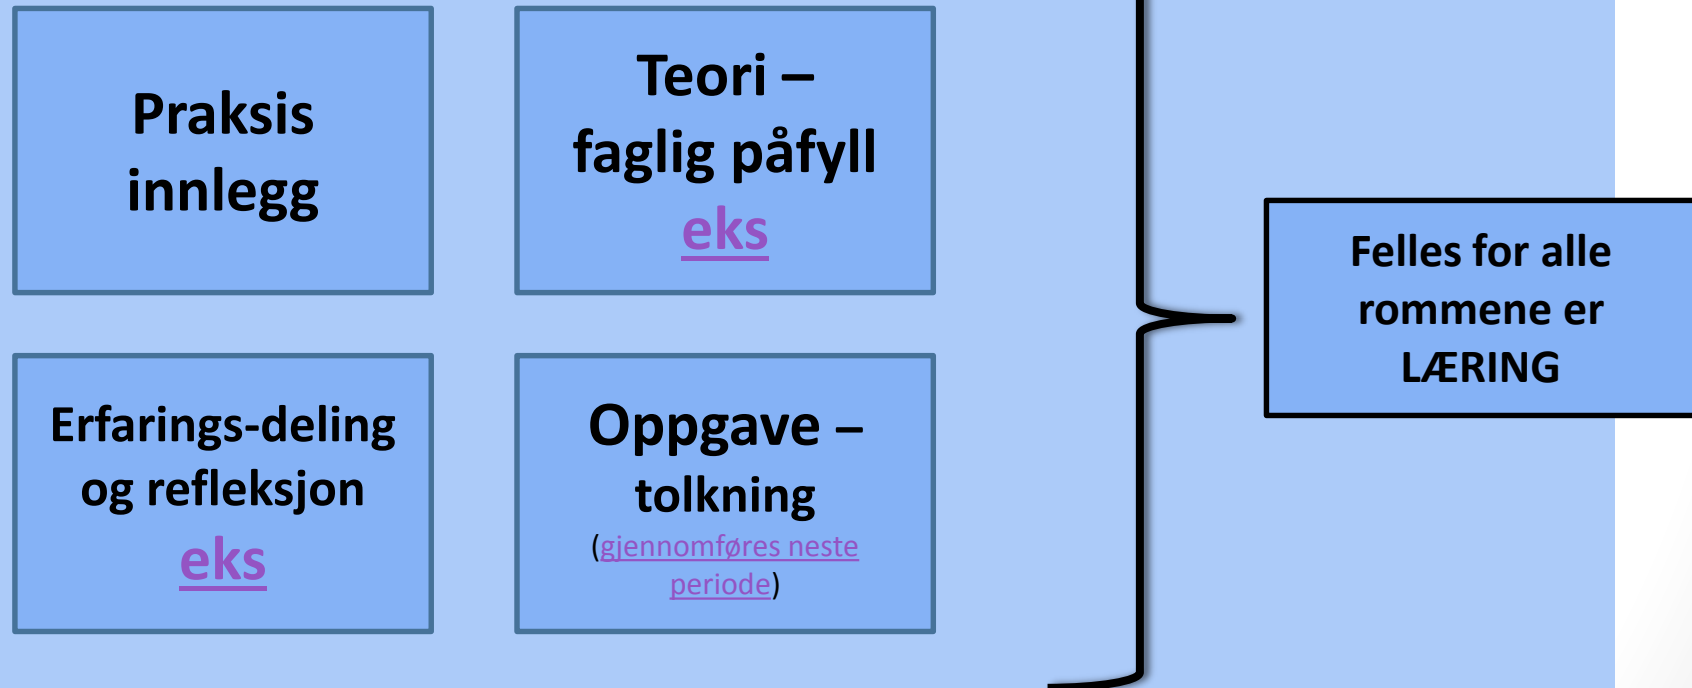 Praksis
innlegg
Teori –
faglig påfyll
eks
Erfarings-deling
og refleksjon
eks
Oppgave –
tolkning
(gjennomføres neste
periode)
Felles for alle
rommene er
LÆRING